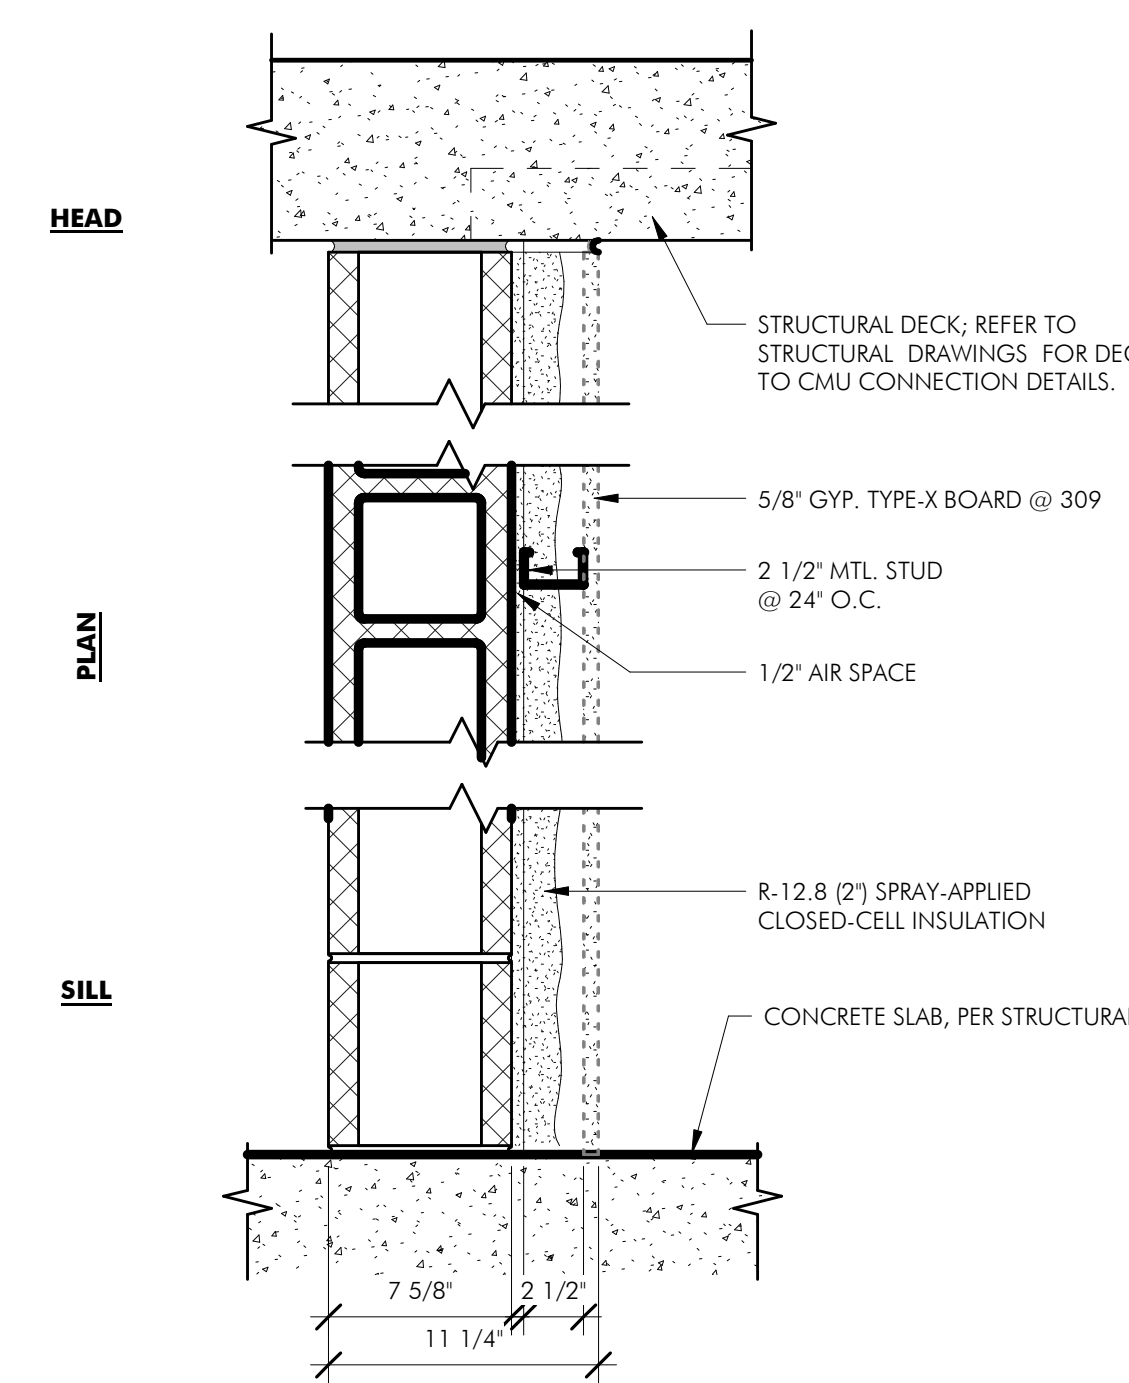 HEAD
STRUCTURAL DECK; REFER TO
STRUCTURAL DRAWINGS FOR
TO CMU CONNECTION DETAILS.
5/8" GYP. TYPE-X BOARD @ 309
2 1/2" MTL. STUD
@ 24" O.C.
PLAN
1/2" AIR SPACE
R-12.8 (2") SPRAY-APPLIED
CLOSED-CELL INSULATION
SILL
CONCRETE SLAB, PER
7 5/8" 2 1/2"
11 1/4"